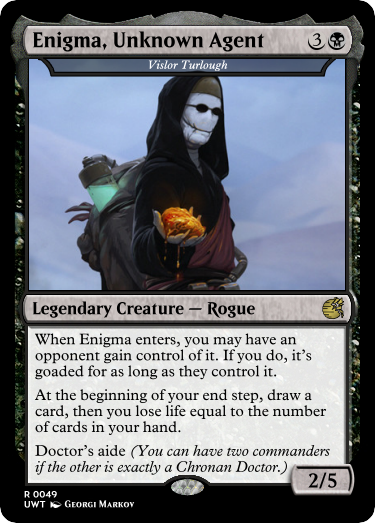 Enigma, Unknown Agent 3
Vislor Turlough
Legendary Creature — Rogue
When Enigma enters, you may have an
opponent gain control of it. If you do, it's
goaded for as long as they control it.
At the beginning of your end step, draw a
card, then you lose life equal to the number
of cards in your hand.
Doctor's aide (You can have two commanders
if the other is exactly a Chronan Doctor.)
2/5
R 0049
UWT Georgi Markov